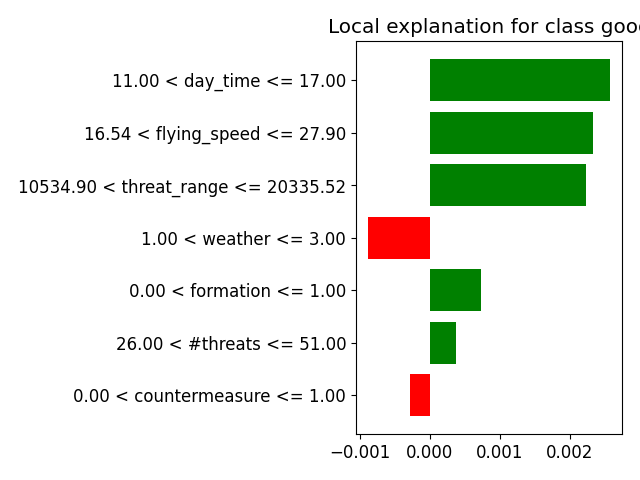 Local explanation for class goo
11.00 < day_time <= 17.00
16.54 < flying_speed <= 27.90
10534.90 < threat_range <= 20335.52
1.00 < weather <= 3.00
0.00 < formation <= 1.00
26.00 < #threats <= 51.00
0.00 < countermeasure <= 1.00
−0.001 0.000 0.001 0.002